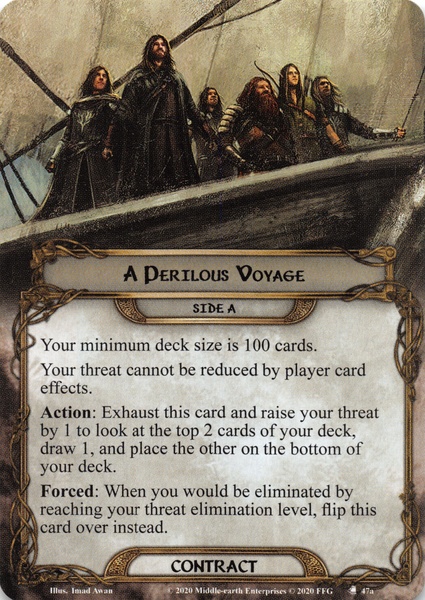 A Perilous Voyage
SIDE A
Your minimum deck size is 100 cards.
Your threat cannot be reduced by player card
effects.
Action: Exhaust this card and raise your threat
by 1 to look at the top 2 cards of your deck,
draw 1, and place the other on the bottom of
your deck.
Forced: When you would be eliminated by
reaching your threat elimination level, flip this
card over instead.
CONTRACT
Illus. Imad Awan © 2020 Middle-earth Enterprises © 2020 FFG 47a